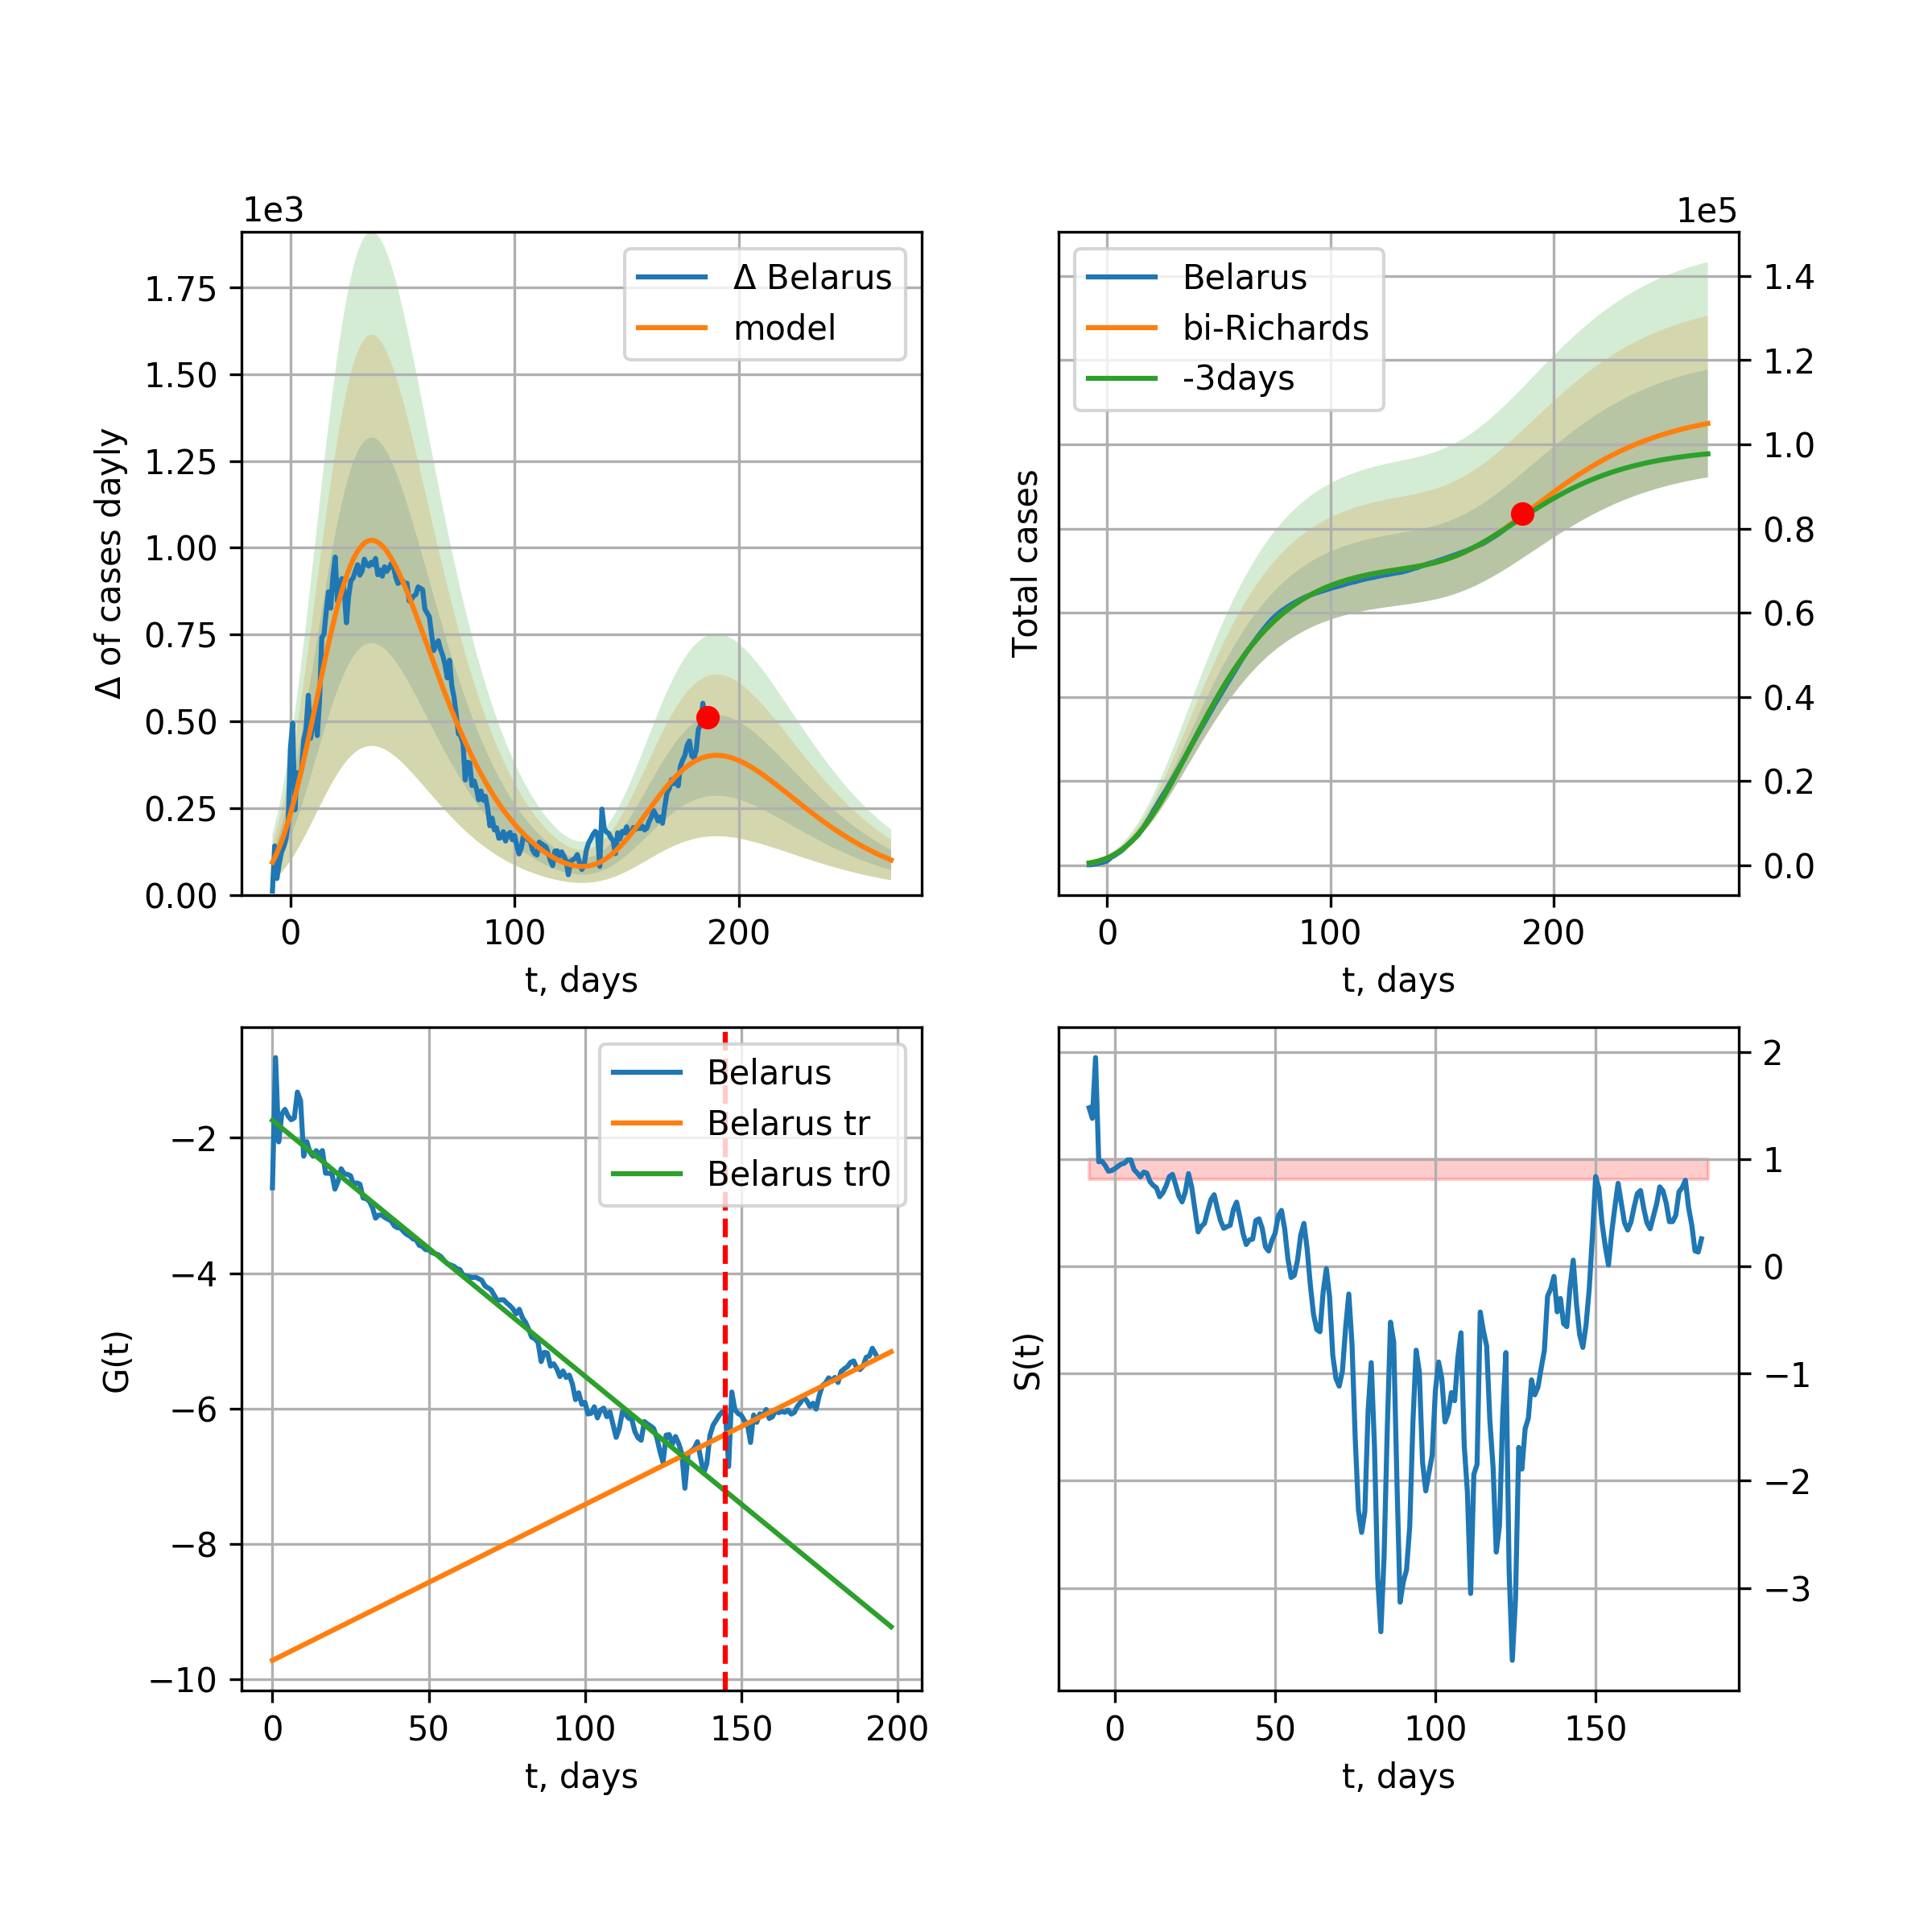 1e3
1.75
1.50
1.25
1.00
0.75
0.50
0.25
0.00
Δ of cases dayly
Δ Belarus
model
0 100 200
t, days
1e5
Belarus
bi-Richards
-3days
Total cases
1.4
1.2
1.0
0.8
0.6
0.4
0.2
0.0
0 100 200
t, days
−2
−4
−6
−8
−10
G(t)
Belarus
Belarus tr
Belarus tr0
0 50 100 150 200
t, days
S(t)
2
1
0
−1
−2
−3
0 50 100 150
t, days